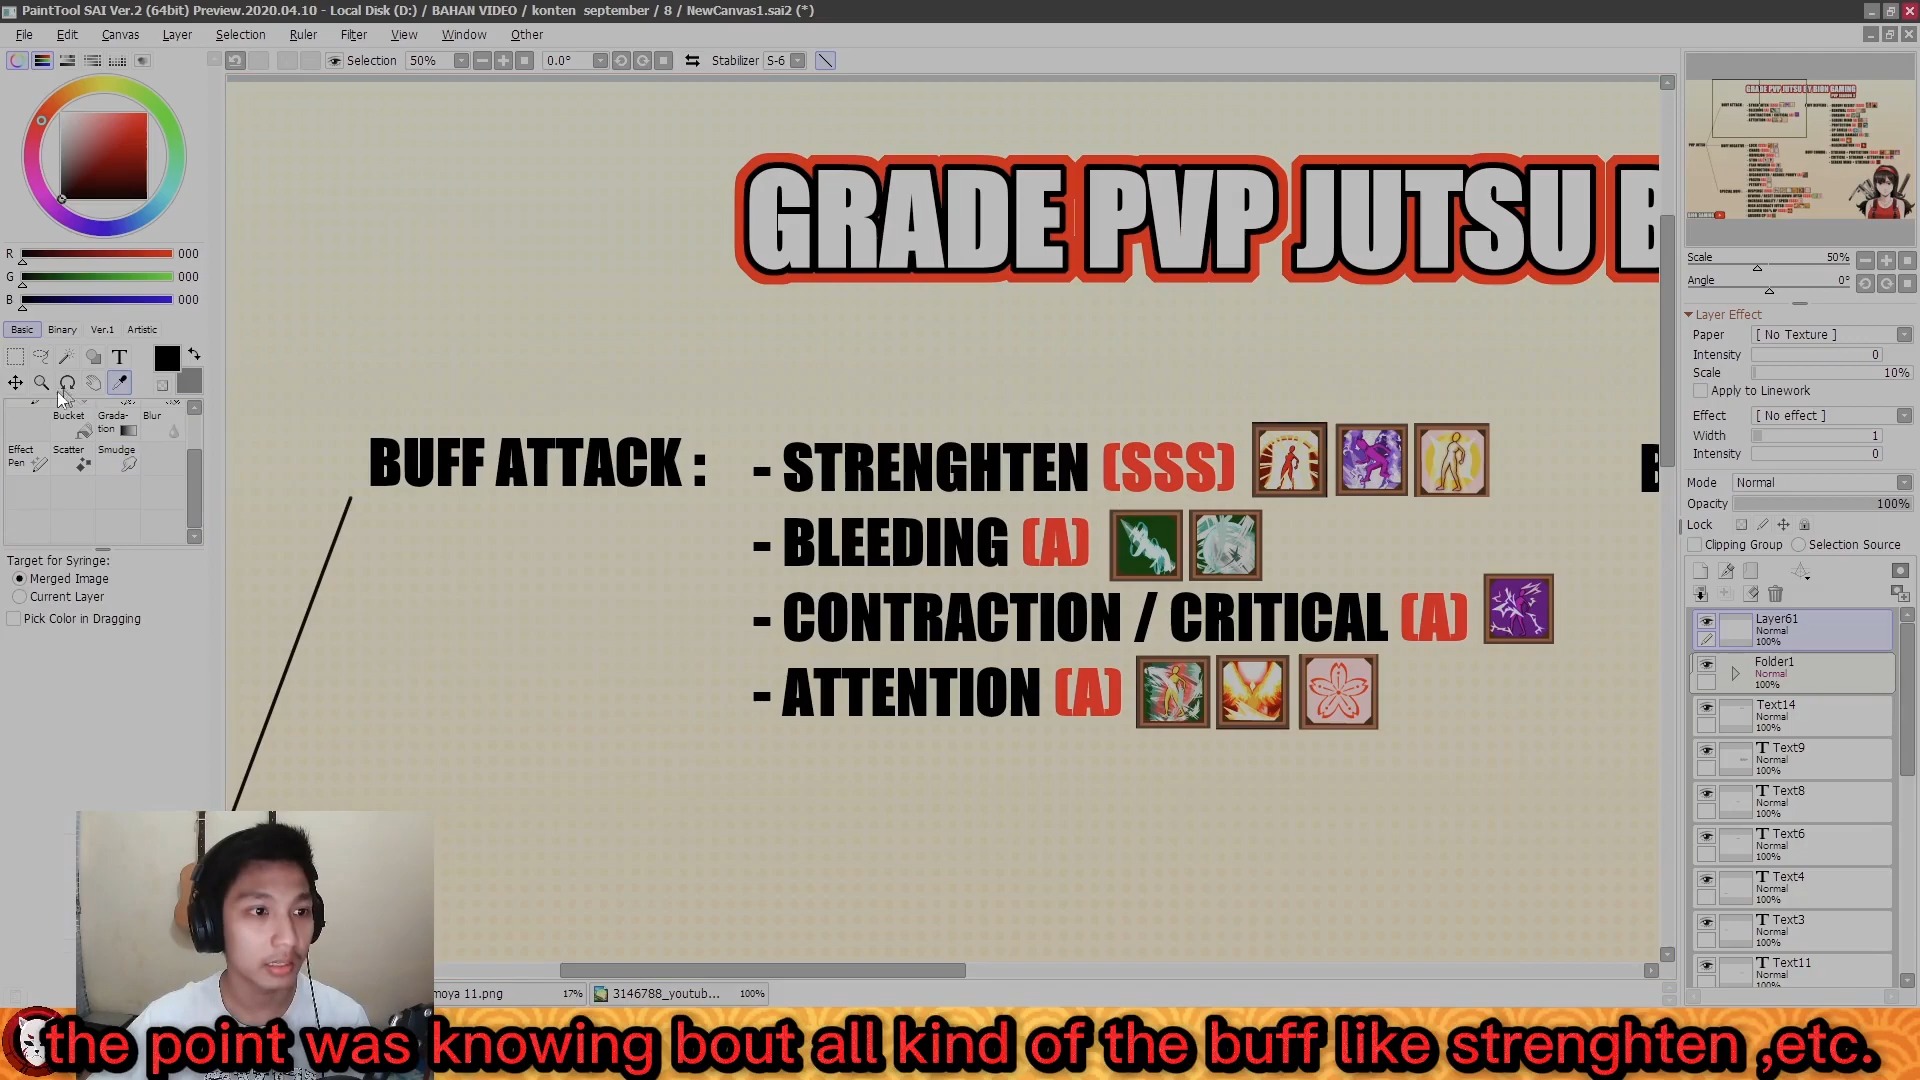 PaintTool SAI Ver.2 (64bit) Preview.2020.04.10 - Local Disk (D:) / BAHAN VIDEO / konten september / 8 / NewCanvas1.sai2 (*)
File Edit Canvas Layer Selection Ruler Filter View Window Other
Selection 50% 0.0° Stabilizer S-6
R 000
G 000
B 000
Basic Binary Ver.1 Artistic
T
Bucket Grada-tion Blur
Effect Pen Scatter Smudge
Target for Syringe:
Merged Image
Current Layer
Pick Color in Dragging
GRADE PVP JUTSU B
BUFF ATTACK :
- STRENGHTEN (SSS)
- BLEEDING (A)
- CONTRACTION / CRITICAL (A)
- ATTENTION (A)
Scale 50%
Angle 0°
Layer Effect
Paper [ No Texture ]
Intensity 0
Scale 10%
Apply to Linework
Effect [ No effect ]
Width 1
Intensity 0
Mode Normal
Opacity 100%
Lock
Clipping Group Selection Source
Layer61
Normal
100%
Folder1
Normal
100%
Text14
Normal
100%
T Text9
Normal
100%
T Text8
Normal
100%
T Text6
Normal
100%
T Text4
Normal
100%
T Text3
Normal
100%
T Text11
Normal
100%
moya 11.png 17% 3146788_youtub... 100%
the point was knowing bout all kind of the buff like strenghten ,etc.